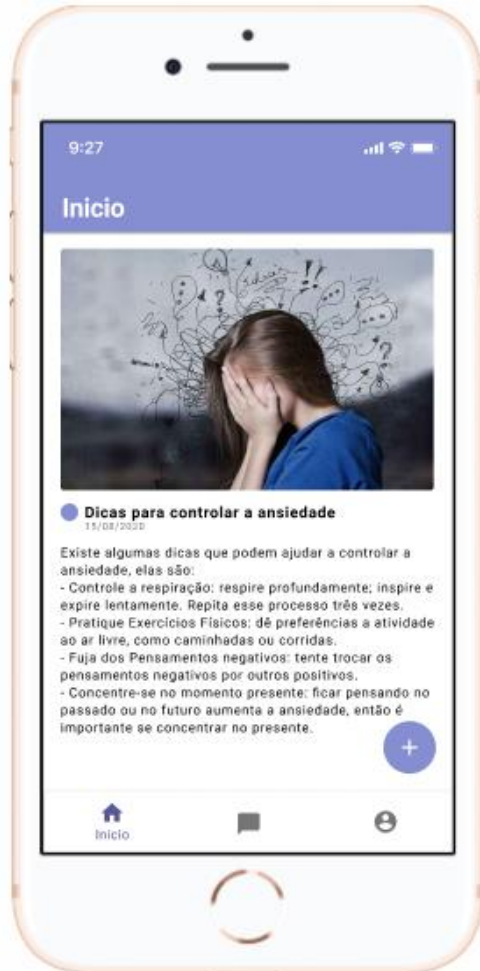 9:27
Inicio
Dicas para controlar a ansiedade
15/08/2020
Existe algumas dicas que podem ajudar a controlar a
ansiedade, elas são:
- Controle a respiração: respire profundamente; inspire e
expire lentamente. Repita esse processo três vezes.
- Pratique Exercícios Físicos: dê preferências a atividade
ao ar livre, como caminhadas ou corridas.
- Fuja dos Pensamentos negativos: tente trocar os
pensamentos negativos por outros positivos.
- Concentre-se no momento presente: ficar pensando no
passado ou no futuro aumenta a ansiedade, então é
importante se concentrar no presente.
+
Inicio